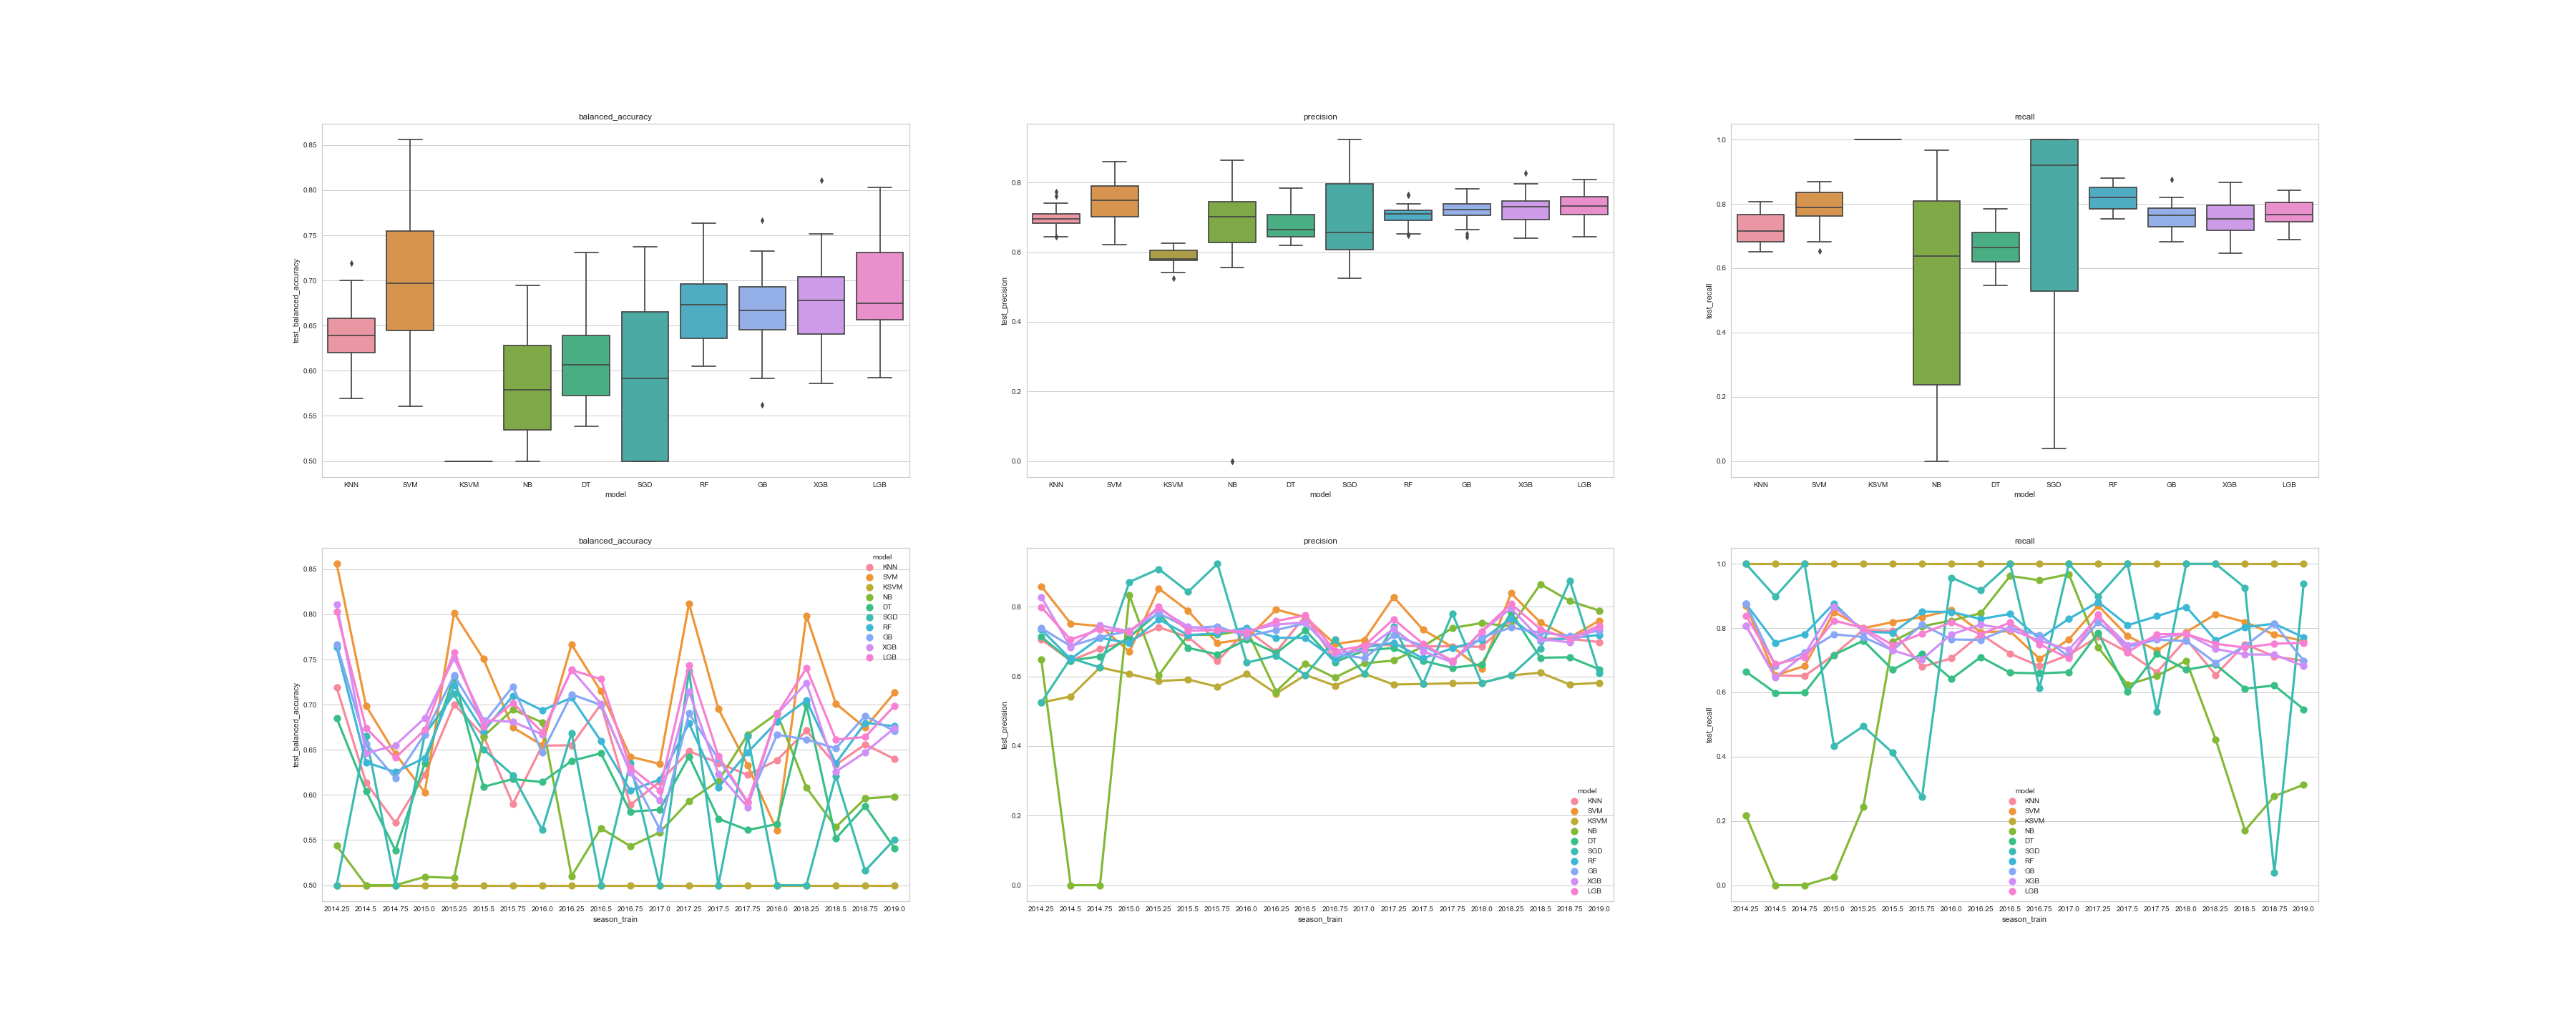 balanced_accuracy
test_balanced_accuracy
0.85
0.80
0.75
0.70
0.65
0.60
0.55
0.50
KNN SVM KSVM NB DT SGD RF GB XGB LGB
model
precision
test_precision
0.8
0.6
0.4
0.2
0.0
KNN SVM KSVM NB DT SGD RF GB XGB LGB
model
recall
test_recall
1.0
0.8
0.6
0.4
0.2
0.0
KNN SVM KSVM NB DT SGD RF GB XGB LGB
model
balanced_accuracy
test_balanced_accuracy
0.85
0.80
0.75
0.70
0.65
0.60
0.55
0.50
model
KNN
SVM
KSVM
NB
DT
SGD
RF
GB
XGB
LGB
2014.25 2014.5 2014.75 2015.0 2015.25 2015.5 2015.75 2016.0 2016.25 2016.5 2016.75 2017.0 2017.25 2017.5 2017.75 2018.0 2018.25 2018.5 2018.75 2019.0
season_train
precision
test_precision
0.8
0.6
0.4
0.2
0.0
model
KNN
SVM
KSVM
NB
DT
SGD
RF
GB
XGB
LGB
2014.25 2014.5 2014.75 2015.0 2015.25 2015.5 2015.75 2016.0 2016.25 2016.5 2016.75 2017.0 2017.25 2017.5 2017.75 2018.0 2018.25 2018.5 2018.75 2019.0
season_train
recall
test_recall
1.0
0.8
0.6
0.4
0.2
0.0
model
KNN
SVM
KSVM
NB
DT
SGD
RF
GB
XGB
LGB
2014.25 2014.5 2014.75 2015.0 2015.25 2015.5 2015.75 2016.0 2016.25 2016.5 2016.75 2017.0 2017.25 2017.5 2017.75 2018.0 2018.25 2018.5 2018.75 2019.0
season_train